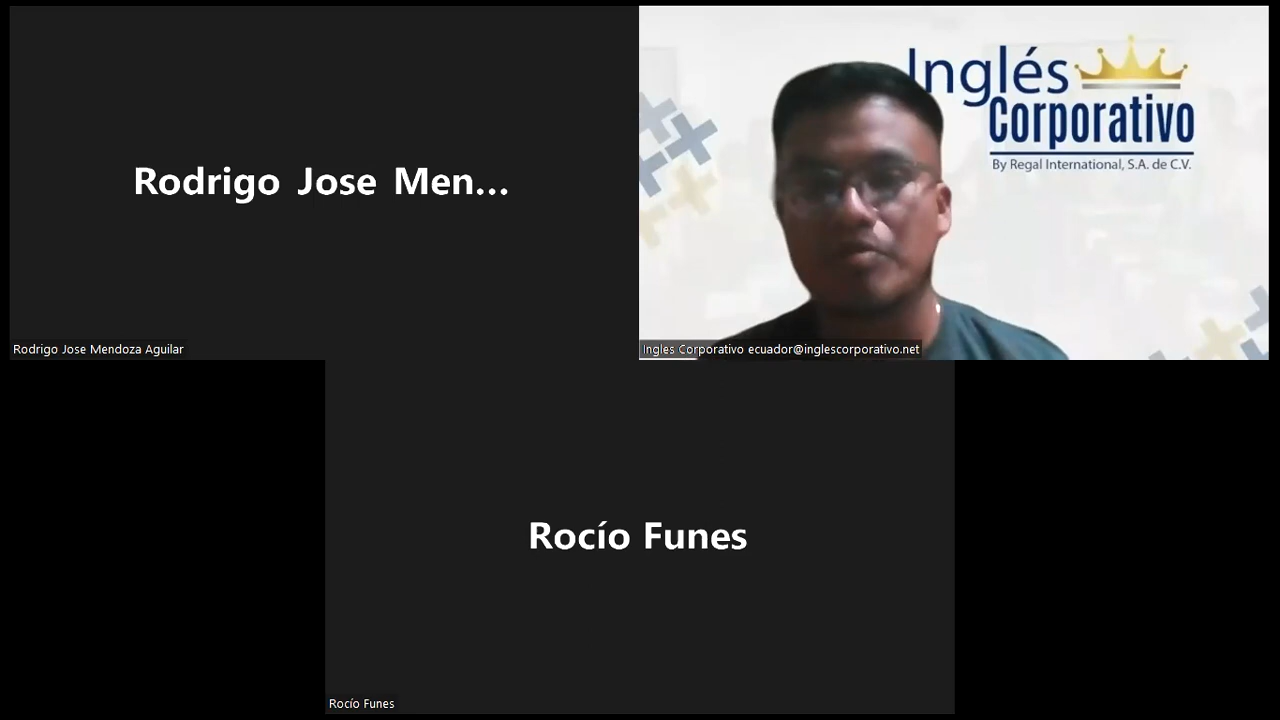 Rodrigo Jose Men...
Rodrigo Jose Mendoza Aguilar
Inglés
Corporativo
By Regal International, S.A. de C.V.
Ingles Corporativo ecuador@inglescorporativo.net
Rocío Funes
Rocío Funes